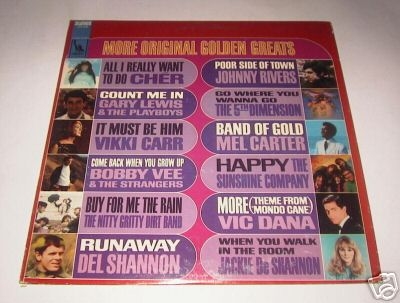 MORE ORIGINAL GOLDEN GREATS
ALL I REALLY WANT
TO DO CHER
COUNT ME IN
GARY LEWIS
& THE PLAYBOYS
IT MUST BE HIM
VIKKI CARR
COME BACK WHEN YOU GROW UP
BOBBY VEE
& THE STRANGERS
BUY FOR ME THE RAIN
THE NITTY GRITTY DIRT BAND
RUNAWAY
DEL SHANNON
POOR SIDE OF TOWN
JOHNNY RIVERS
GO WHERE YOU
WANNA GO
THE 5TH DIMENSION
BAND OF GOLD
MEL CARTER
HAPPY THE
SUNSHINE COMPANY
MORE (THEME FROM
MONDO CANE)
VIC DANA
WHEN YOU WALK
IN THE ROOM
JACKIE De SHANNON